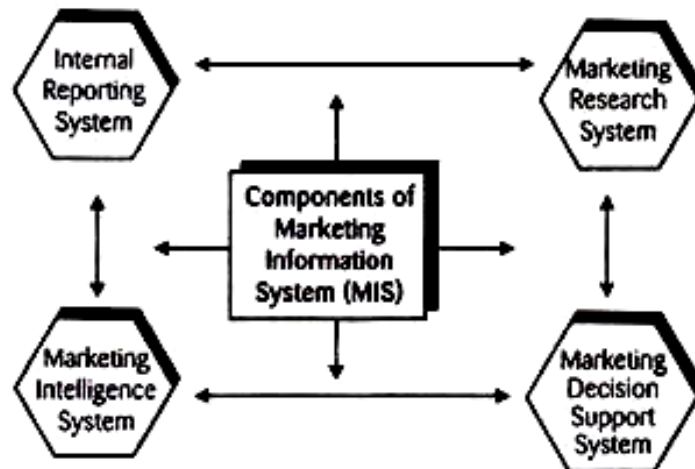 Internal
Reporting
System
Marketing
Research
System
Components of
Marketing
Information
System (MIS)
Marketing
Intelligence
System
Marketing
Decision
Support
System